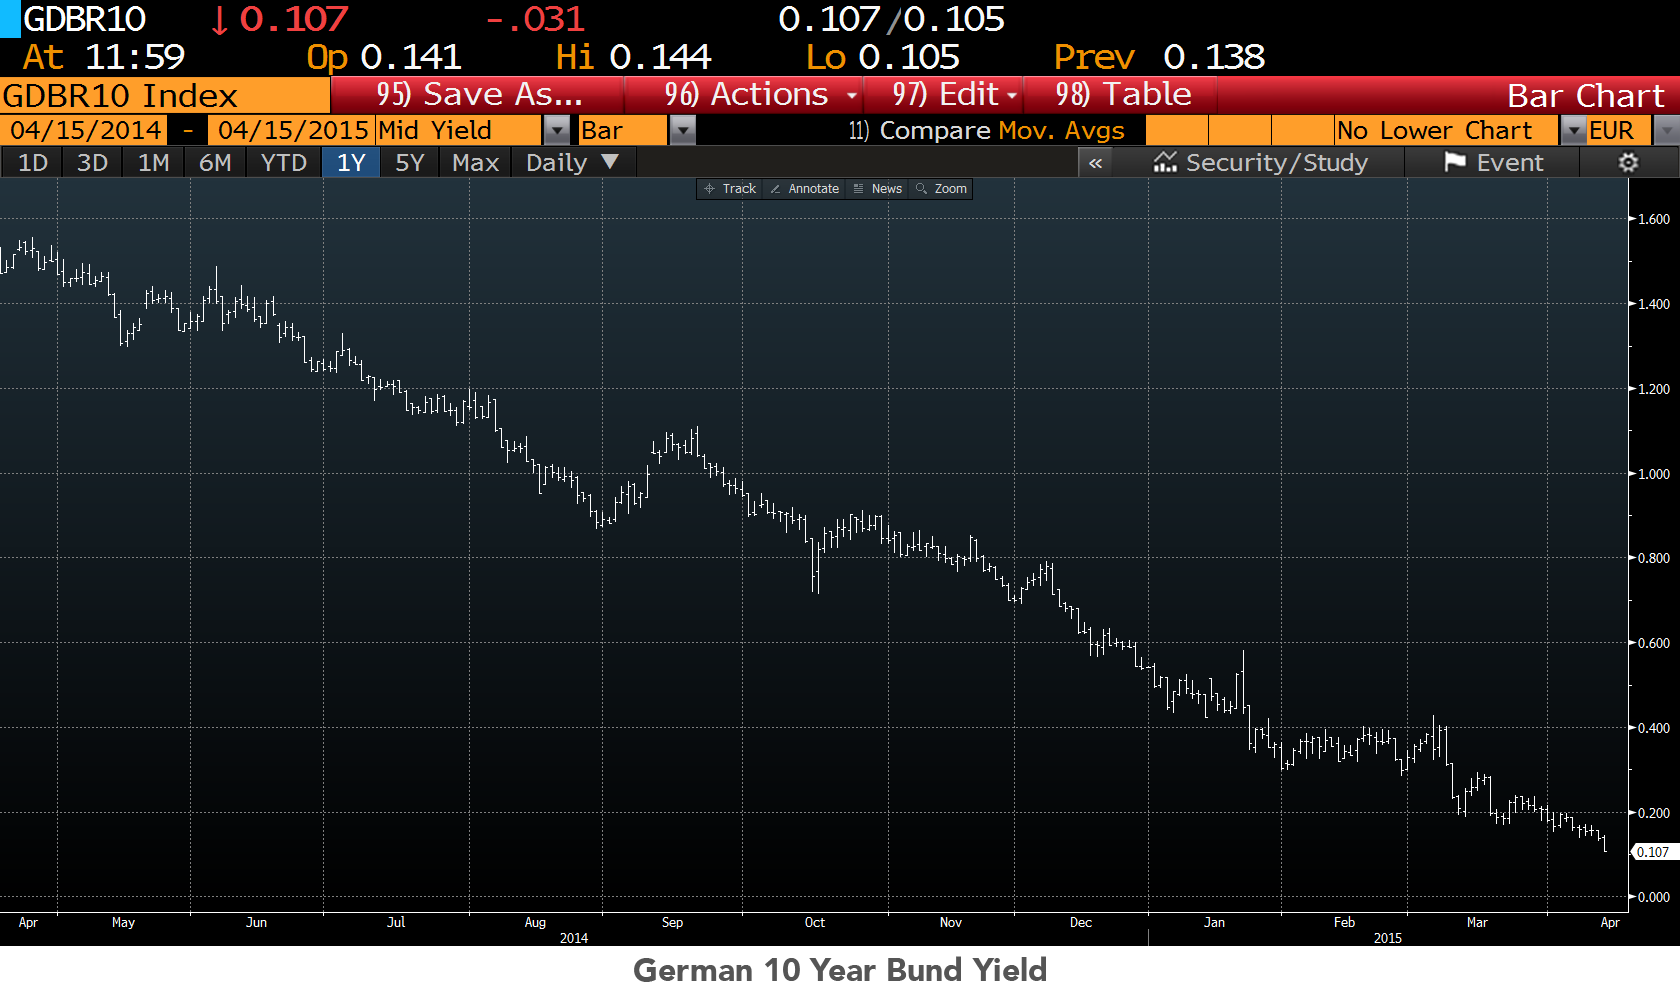 GDBR10 ↓ 0.107 -.031 0.107/0.105
At 11:59 Op 0.141 Hi 0.144 Lo 0.105 Prev 0.138
GDBR10 Index 95) Save As... 96) Actions 97) Edit 98) Table Bar Chart
04/15/2014 - 04/15/2015 Mid Yield Bar 11) Compare Mov. Avgs No Lower Chart EUR
1D 3D 1M 6M YTD 1Y 5Y Max Daily ▼ « Security/Study Event
Track Annotate News Zoom
1.600
1.400
1.200
1.000
0.800
0.600
0.400
0.200
0.107
0.000
Apr May Jun Jul Aug Sep Oct Nov Dec Jan Feb Mar Apr
2014 2015
German 10 Year Bund Yield